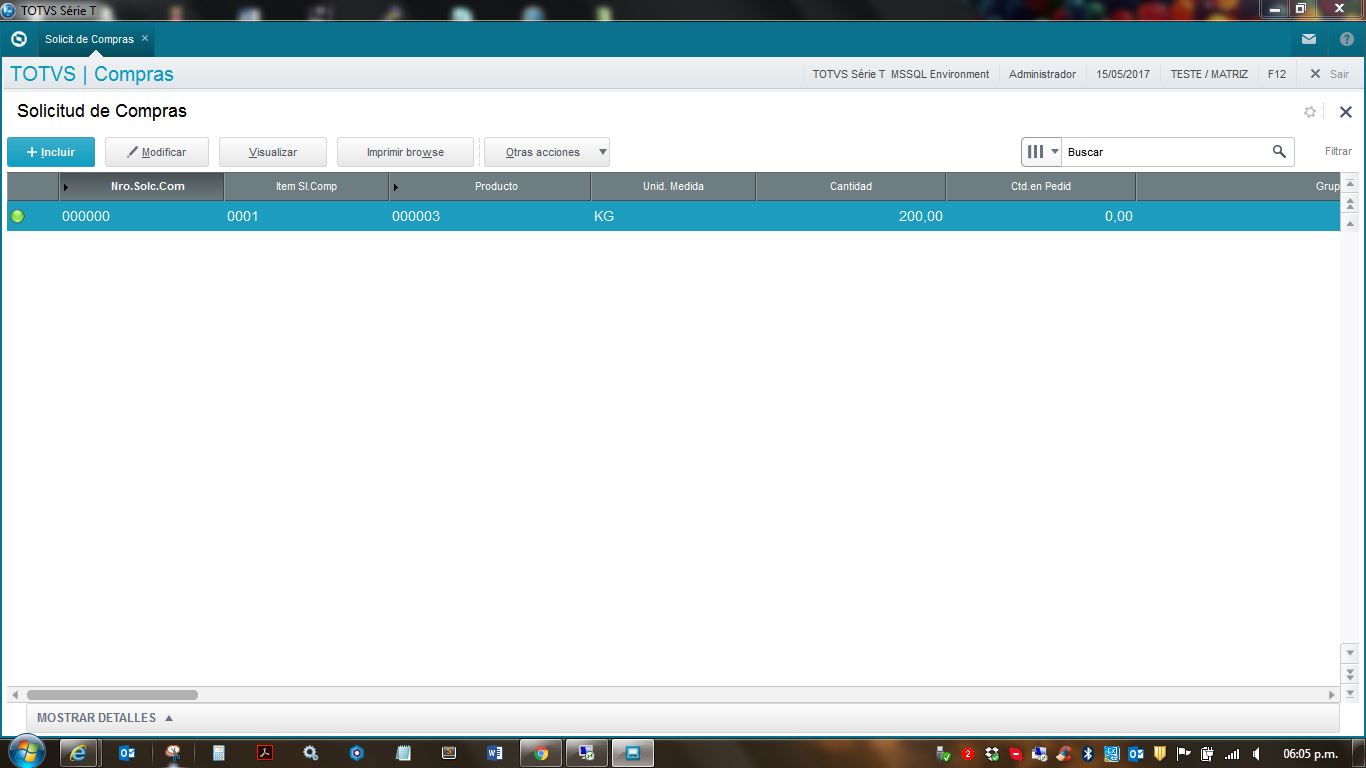 TOTVS Série T
Solicit.de Compras
TOTVS | Compras
TOTVS Série T MSSQL Environment Administrador 15/05/2017 TESTE / MATRIZ F12 Sair
Solicitud de Compras
Incluir Modificar Visualizar Imprimir browse Otras acciones Buscar Filtrar
Nro.Solc.Com Item Sl.Comp Producto Unid. Medida Cantidad Ctd.en Pedid Grup
000000 0001 000003 KG 200,00 0,00
MOSTRAR DETALLES
06:05 p.m.